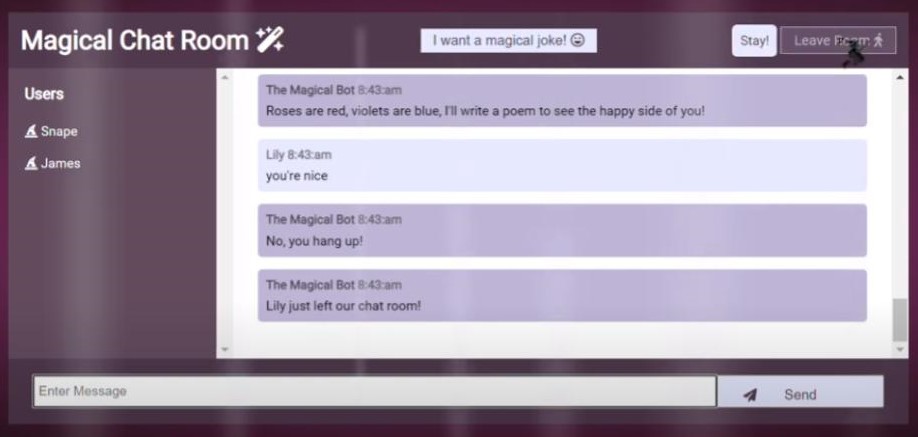 Magical Chat Room
I want a magical joke!
Stay!
Leave Room
Users
Snape
James
The Magical Bot 8:43:am
Roses are red, violets are blue, I'll write a poem to see the happy side of you!
Lily 8:43:am
you're nice
The Magical Bot 8:43:am
No, you hang up!
The Magical Bot 8:43:am
Lily just left our chat room!
Enter Message
Send